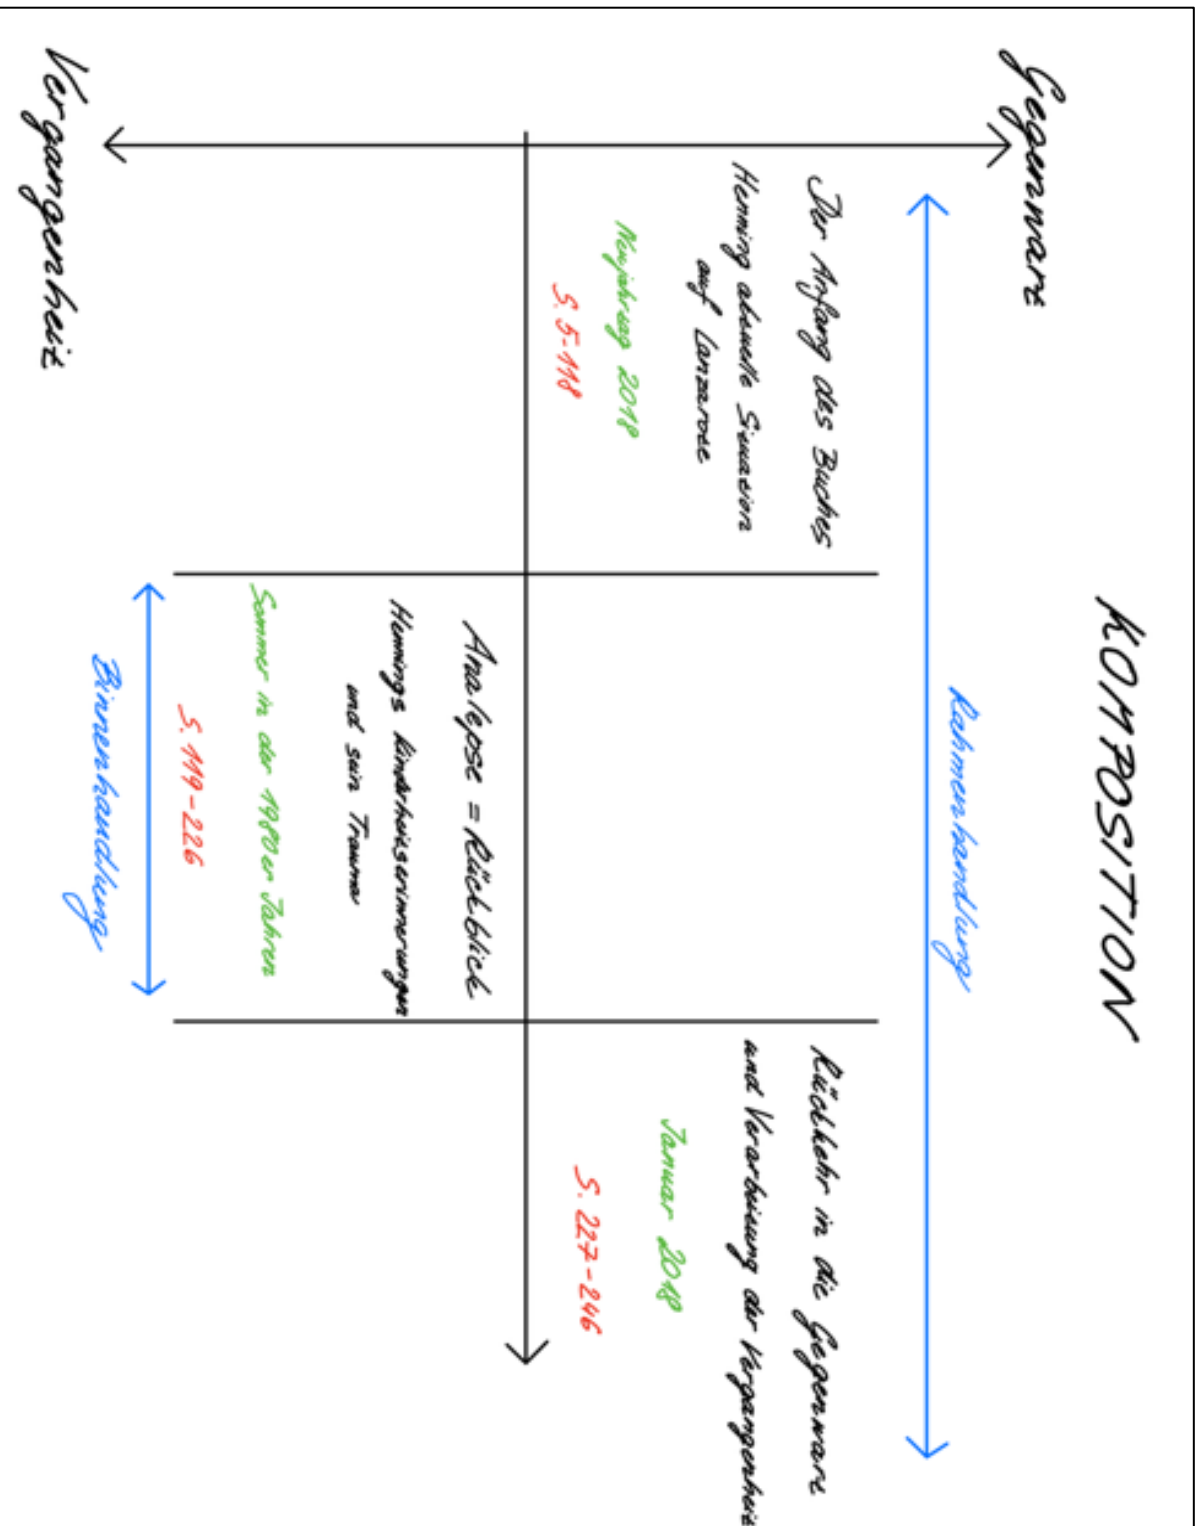 KOMPOSITION
Gegenwart
Rahmenhandlung
Der Anfang des Buches
Henning aktuelle Situation
auf Lanzarote
Neujahrstag 2018
S. 5-118
Analepse = Rückblick
Hennings Kindheitserinnerungen
und sein Trauma
Sommer in der 1980er Jahren
S. 119-226
Binnenhandlung
Rückkehr in die Gegenwart
und Verarbeitung der Vergangenheit
Januar 2018
S. 227-246
Vergangenheit